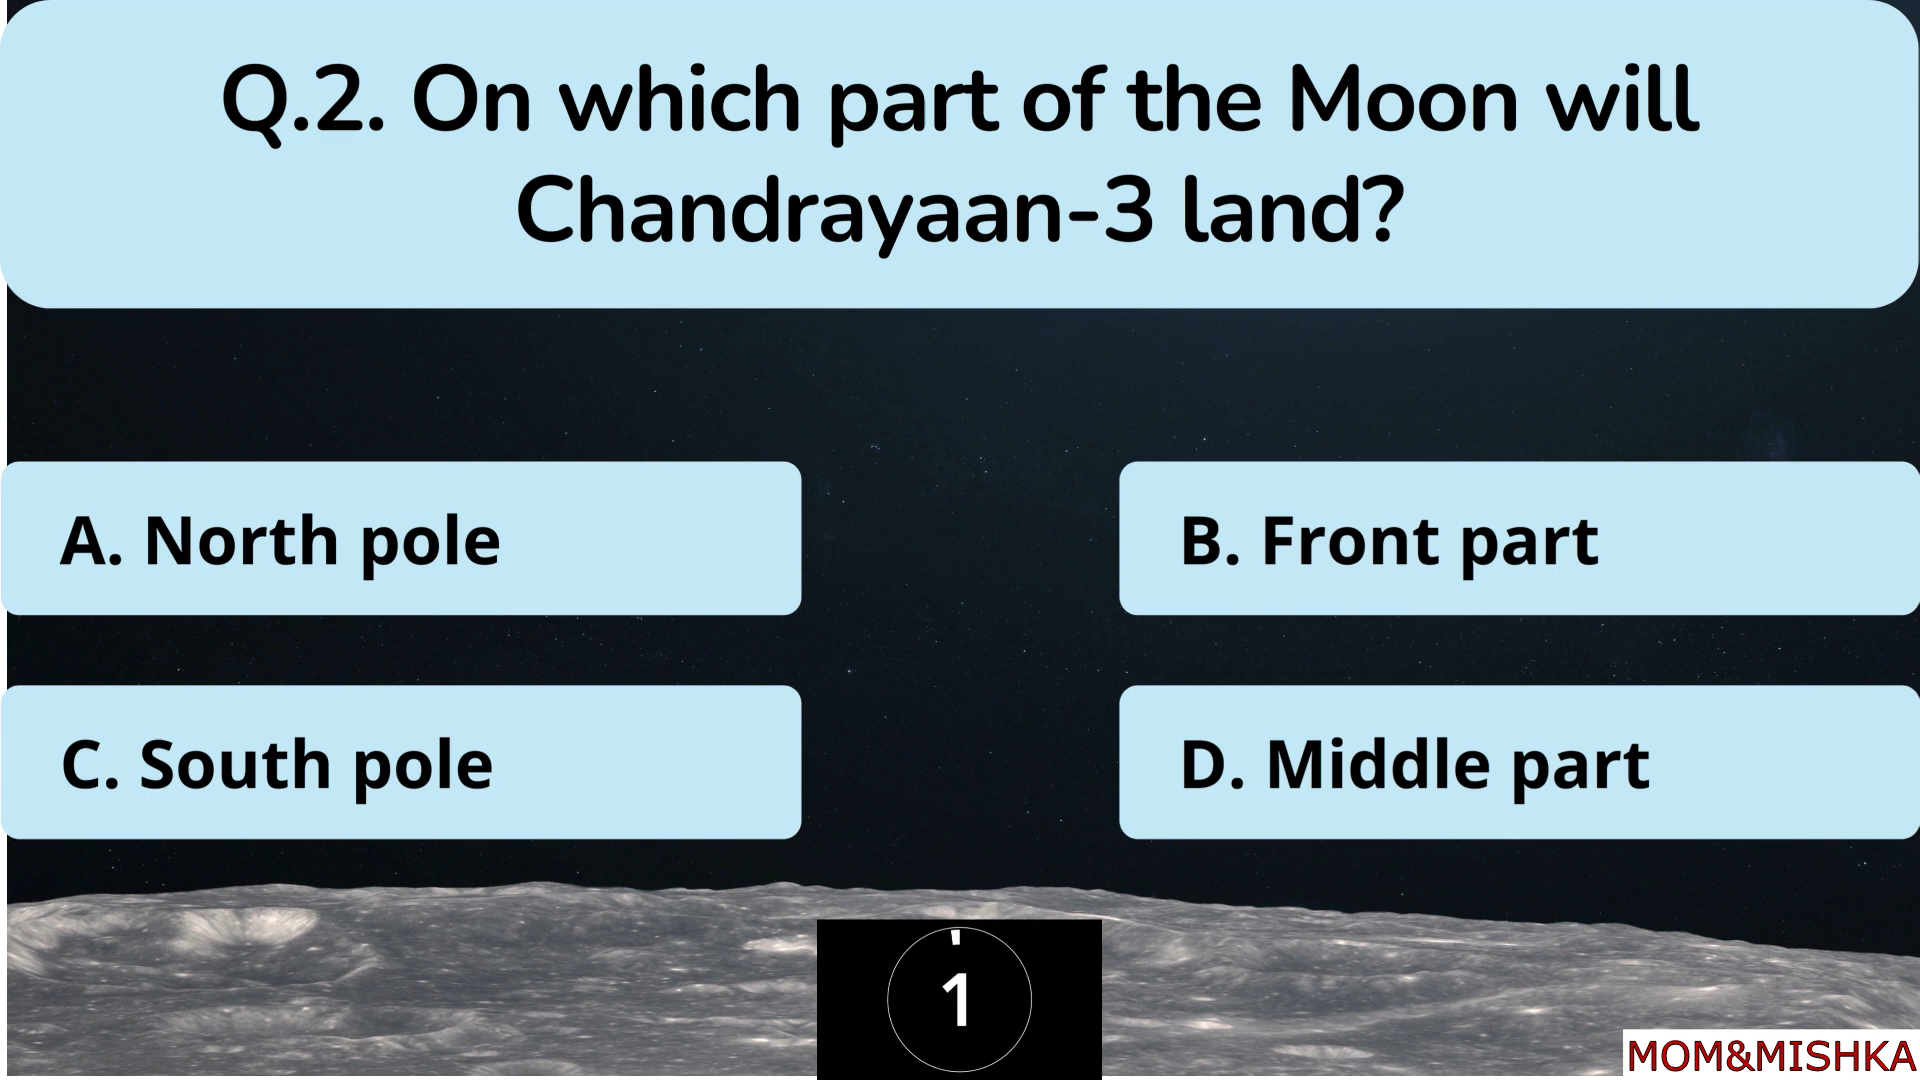 Q.2. On which part of the Moon will
Chandrayaan-3 land?
A. North pole
B. Front part
C. South pole
D. Middle part
1
MOM&MISHKA